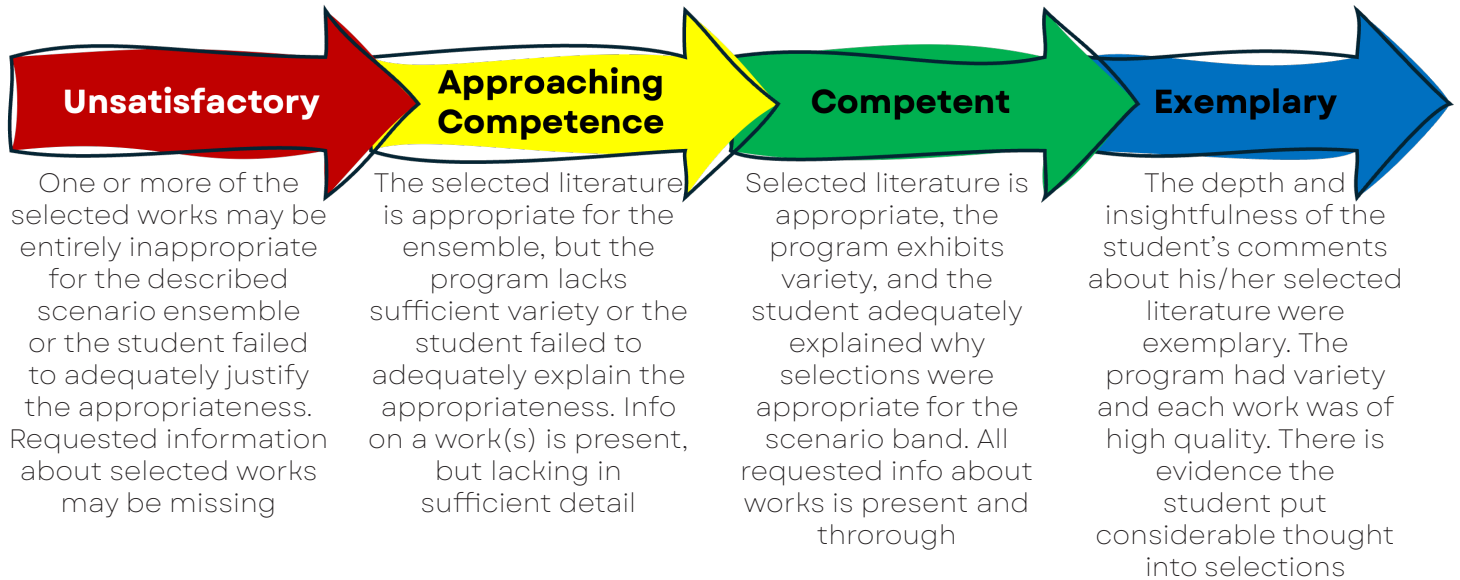 Unsatisfactory
One or more of the
selected works may be
entirely inappropriate
for the described
scenario ensemble
or the student failed
to adequately justify
the appropriateness.
Requested information
about selected works
may be missing
Approaching
Competence
The selected literature
is appropriate for the
ensemble, but the
program lacks
sufficient variety or the
student failed to
adequately explain the
appropriateness. Info
on a work(s) is present,
but lacking in
sufficient detail
Competent
Selected literature is
appropriate, the
program exhibits
variety, and the
student adequately
explained why
selections were
appropriate for the
scenario band. All
requested info about
works is present and
throrough
Exemplary
The depth and
insightfulness of the
student’s comments
about his/her selected
literature were
exemplary. The
program had variety
and each work was of
high quality. There is
evidence the
student put
considerable thought
into selections